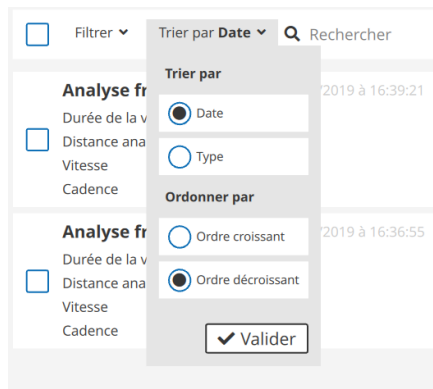 Filtrer Trier par Date Rechercher
Trier par
Date
Type
Ordonner par
Ordre croissant
Ordre décroissant
Valider
Analyse fr /2019 à 16:39:21
Durée de la v
Distance ana
Vitesse
Cadence
Analyse fr /2019 à 16:36:55
Durée de la v
Distance ana
Vitesse
Cadence